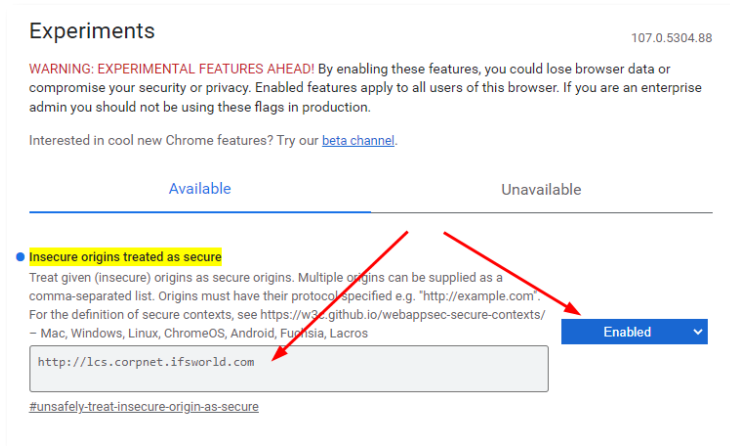 Experiments
107.0.5304.88
WARNING: EXPERIMENTAL FEATURES AHEAD! By enabling these features, you could lose browser data or
compromise your security or privacy. Enabled features apply to all users of this browser. If you are an enterprise
admin you should not be using these flags in production.
Interested in cool new Chrome features? Try our beta channel.
Available
Unavailable
Insecure origins treated as secure
Treat given (insecure) origins as secure origins. Multiple origins can be supplied as a
comma-separated list. Origins must have their protocol specified e.g. "http://example.com".
For the definition of secure contexts, see https://w3c.github.io/webappsec-secure-contexts/
– Mac, Windows, Linux, ChromeOS, Android, Fuchsia, Lacros
Enabled
http://lcs.corpnet.ifsworld.com
#unsafely-treat-insecure-origin-as-secure